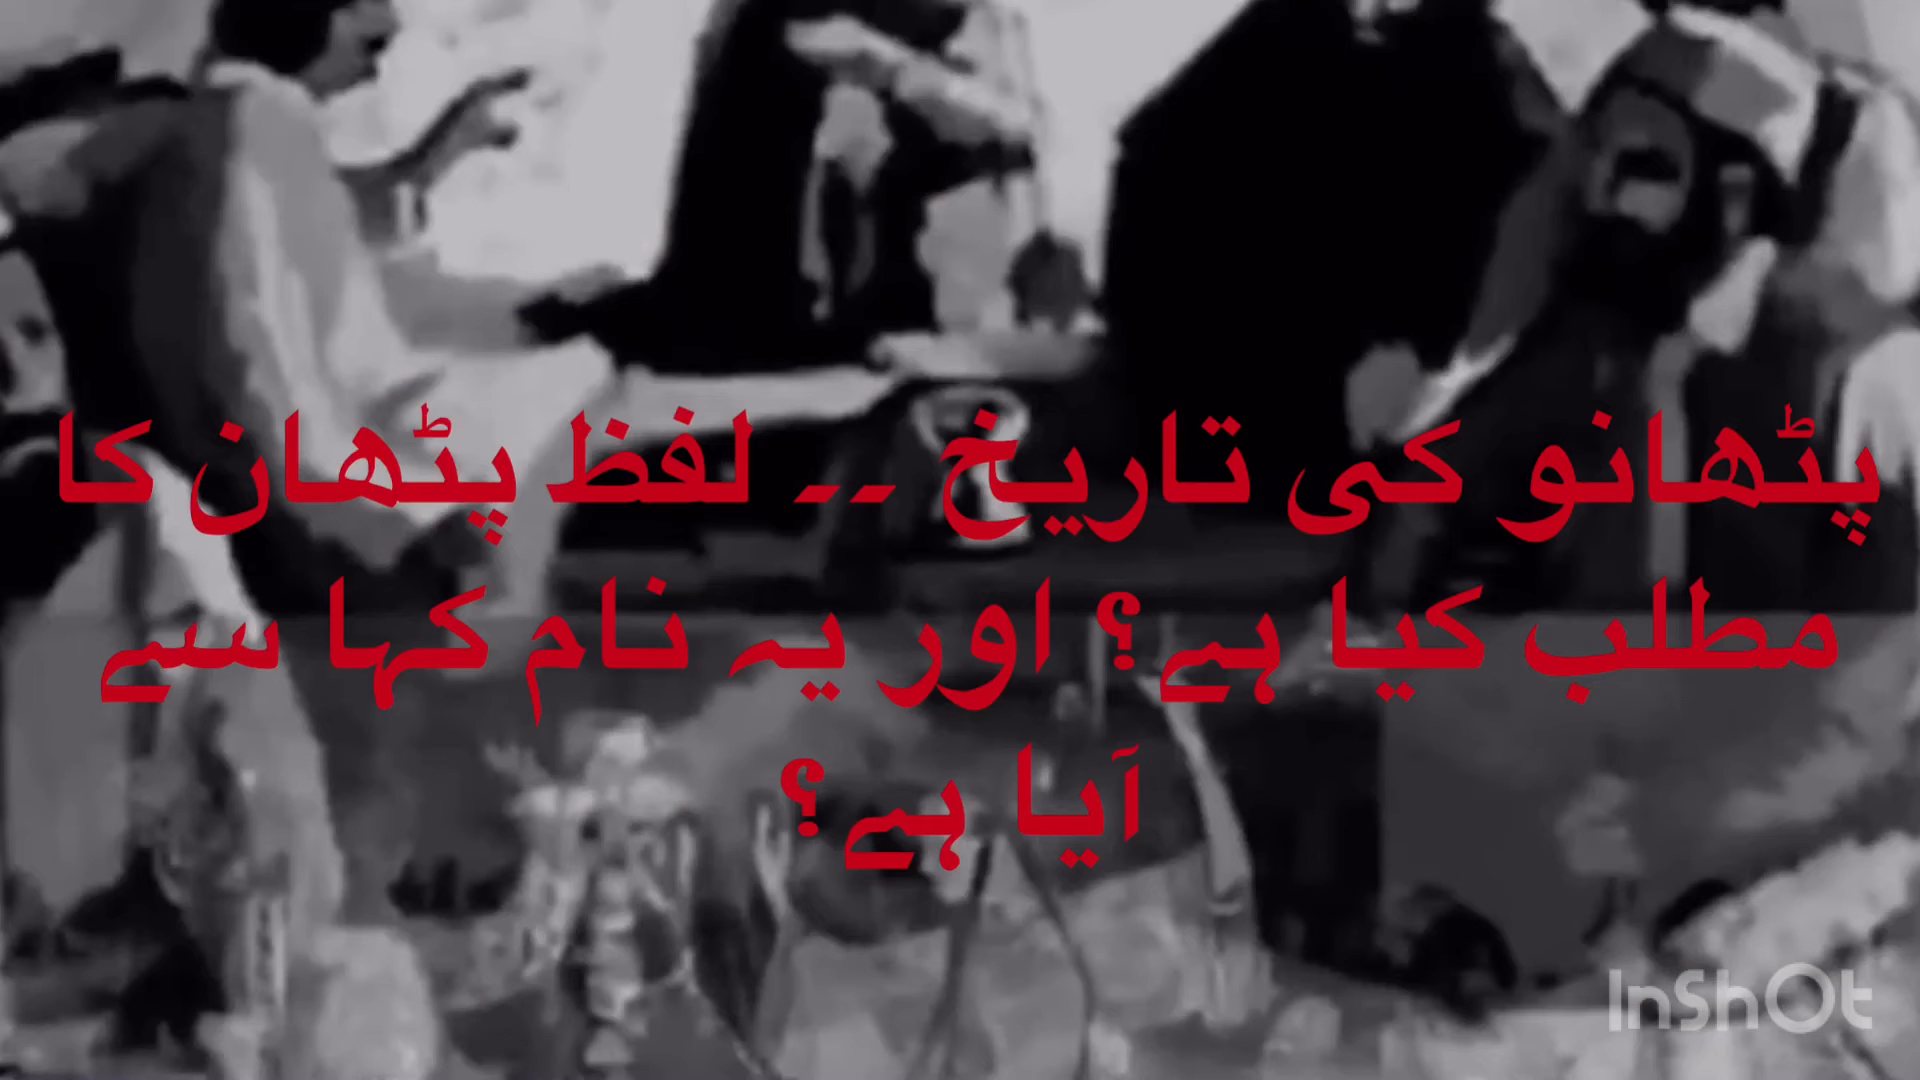 پٹھانو کی تاریخ -- لفظ پٹھان کا
مطلب کیا ہے؟ اور یہ نام کہا سے
آیا ہے؟
InShOt